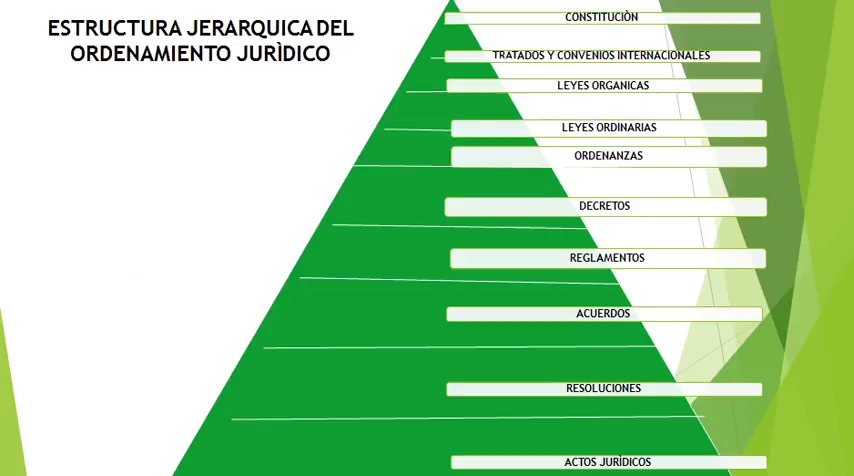 ESTRUCTURA JERARQUICA DEL
ORDENAMIENTO JURÌDICO
CONSTITUCIÒN
TRATADOS Y CONVENIOS INTERNACIONALES
LEYES ORGANICAS
LEYES ORDINARIAS
ORDENANZAS
DECRETOS
REGLAMENTOS
ACUERDOS
RESOLUCIONES
ACTOS JURÍDICOS